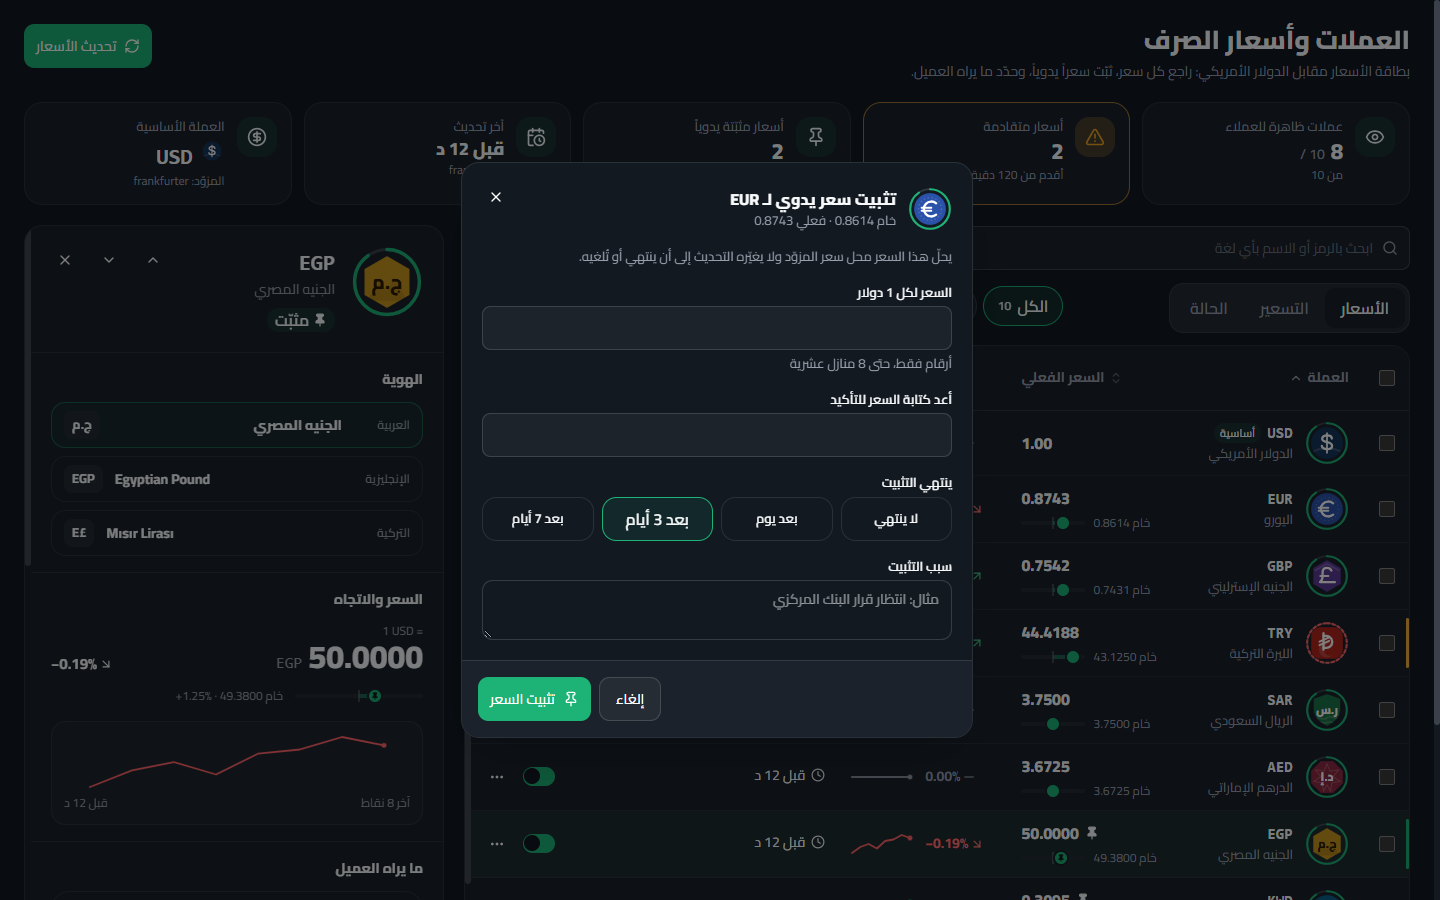 العملات وأسعار الصرف
بطاقة الأسعار مقابل الدولار الأمريكي: راجع كل سعر، ثبّت سعراً يدوياً، وحدّد ما يراه العميل.
تحديث الأسعار
عملات ظاهرة للعملاء
8 / 10
من 10
أسعار متقادمة
2
أقدم من 120 دقيقة
أسعار مثبّتة يدوياً
2
آخر تحديث
قبل 12 د
العملة الأساسية
USD $
المزوّد: frankfurter
ابحث بالرمز أو الاسم بأي لغة
الأسعار
التسعير
الحالة
الكل 10
العملة
السعر الفعلي
USD أساسية
الدولار الأمريكي
1.00
EUR
اليورو
0.8743
خام 0.8614
GBP
الجنيه الإسترليني
0.7542
خام 0.7431
TRY
الليرة التركية
44.4188
خام 43.1250
SAR
الريال السعودي
ر.س
3.7500
خام 3.7500
AED
الدرهم الإماراتي
د.إ
3.6725
خام 3.6725
0.00%
قبل 12 د
EGP
الجنيه المصري
ج.م
50.0000
خام 49.3800
−0.19%
قبل 12 د
تثبيت سعر يدوي لـ EUR
خام 0.8614 · فعلي 0.8743
يحلّ هذا السعر محل سعر المزوّد ولا يغيّره التحديث إلى أن ينتهي أو تُلغيه.
السعر لكل 1 دولار
أرقام فقط، حتى 8 منازل عشرية
أعد كتابة السعر للتأكيد
ينتهي التثبيت
لا ينتهي
بعد يوم
بعد 3 أيام
بعد 7 أيام
سبب التثبيت
مثال: انتظار قرار البنك المركزي
إلغاء
تثبيت السعر
ج.م
EGP
الجنيه المصري
مثبّت
الهوية
العربية
الجنيه المصري
ج.م
الإنجليزية
Egyptian Pound
EGP
التركية
Mısır Lirası
E£
السعر والاتجاه
1 USD =
50.0000 EGP
−0.19%
خام 49.3800 · +1.25%
آخر 8 نقاط
قبل 12 د
ما يراه العميل